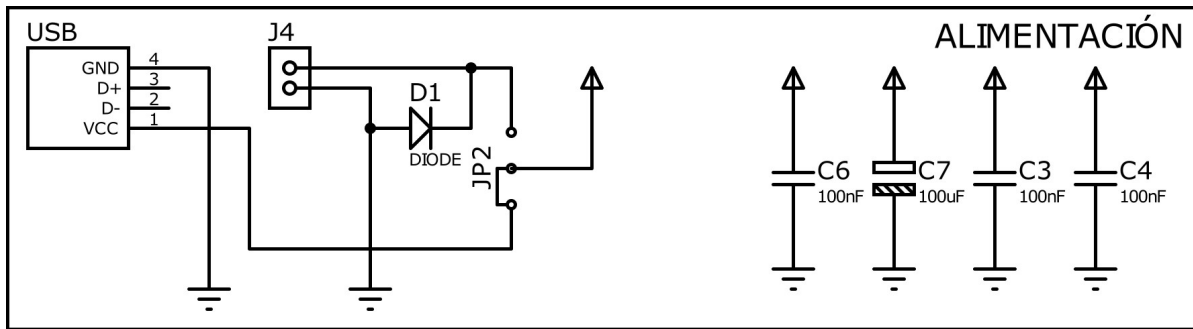 ALIMENTACIÓN
USB
GND 4
D+ 3
D- 2
VCC 1
J4
D1
DIODE
JP2
C6
100nF
C7
100uF
C3
100nF
C4
100nF